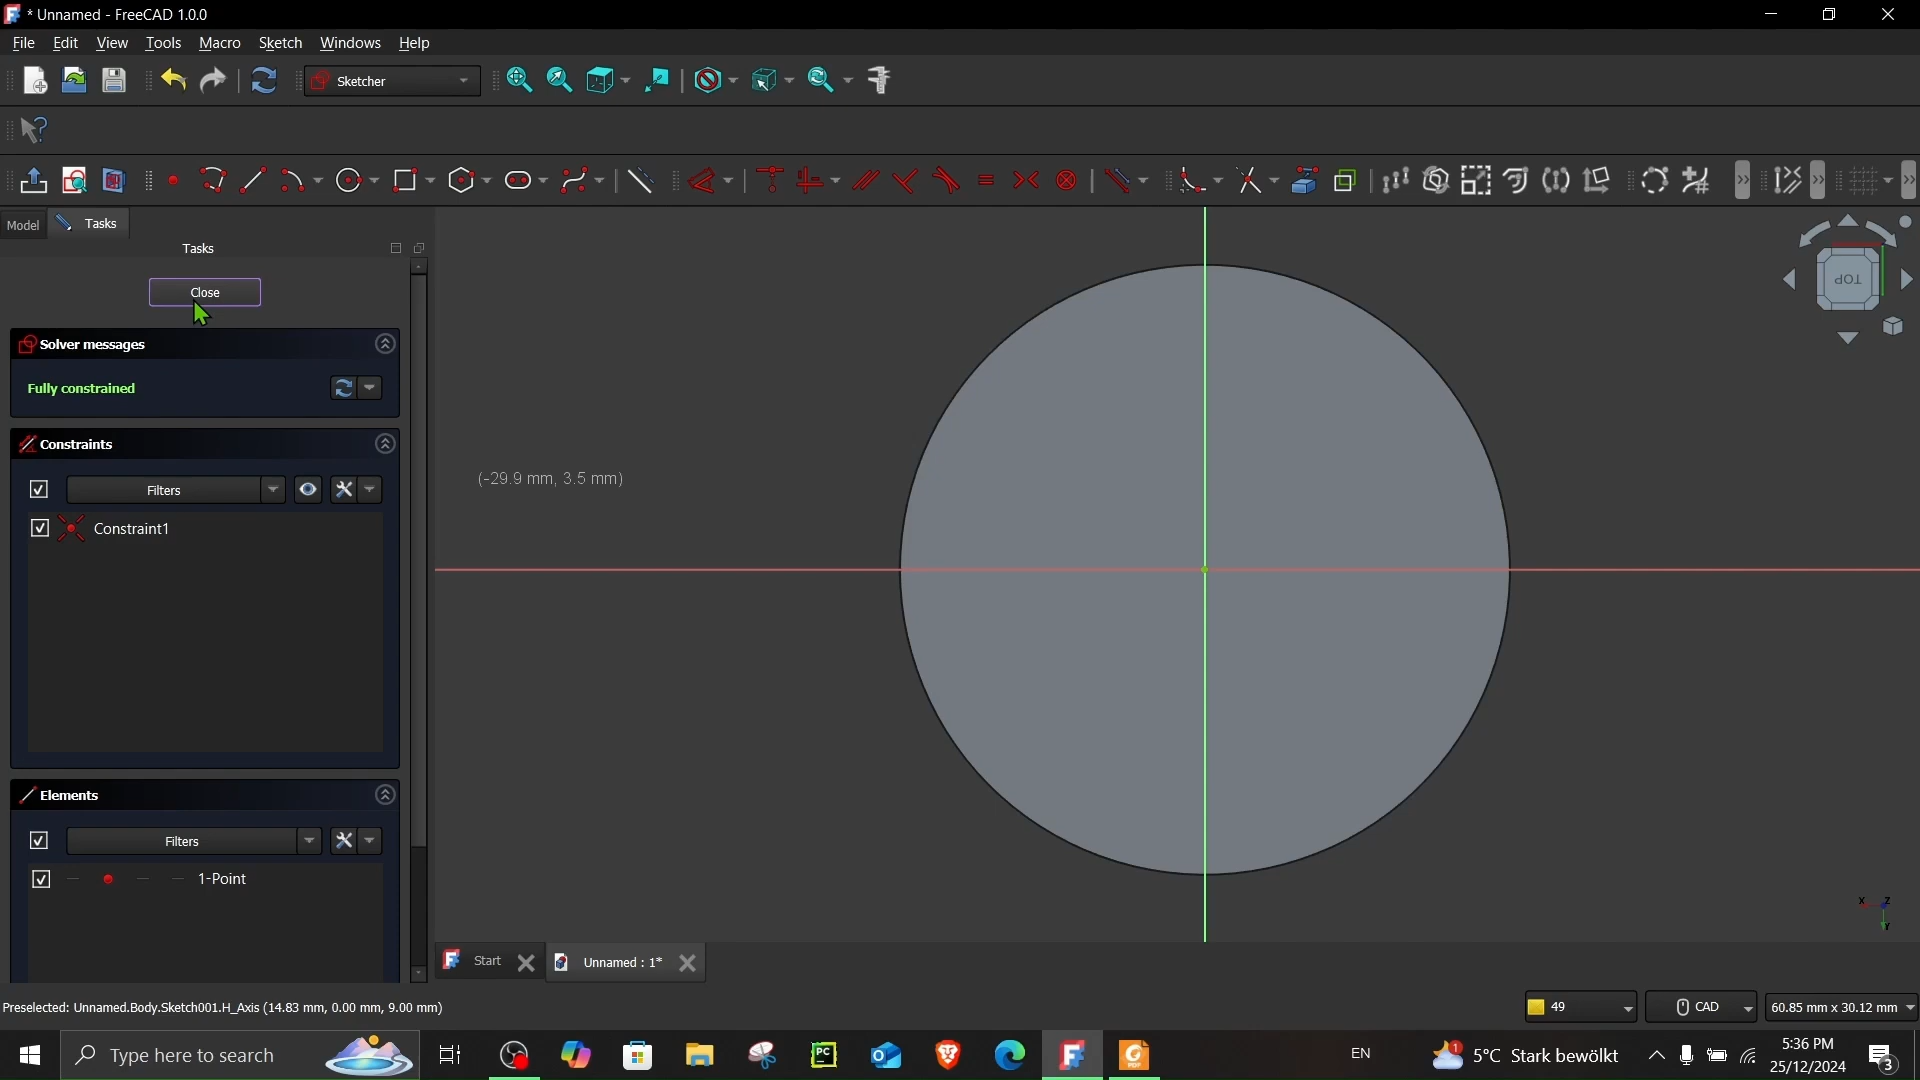 * Unnamed - FreeCAD 1.0.0
File Edit View Tools Macro Sketch Windows Help
Sketcher
Model Tasks
Tasks
Close
Solver messages
Fully constrained
Constraints
Filters
Constraint1
Elements
Filters
1-Point
(-29.9 mm, 3.5 mm)
TOP
X Z
Y
Start Unnamed : 1*
Preselected: Unnamed.Body.Sketch001.H_Axis (14.83 mm, 0.00 mm, 9.00 mm)
49 CAD 60.85 mm x 30.12 mm
Type here to search
PC
PDF
EN
1 5°C Stark bewölkt
5:36 PM
25/12/2024
3